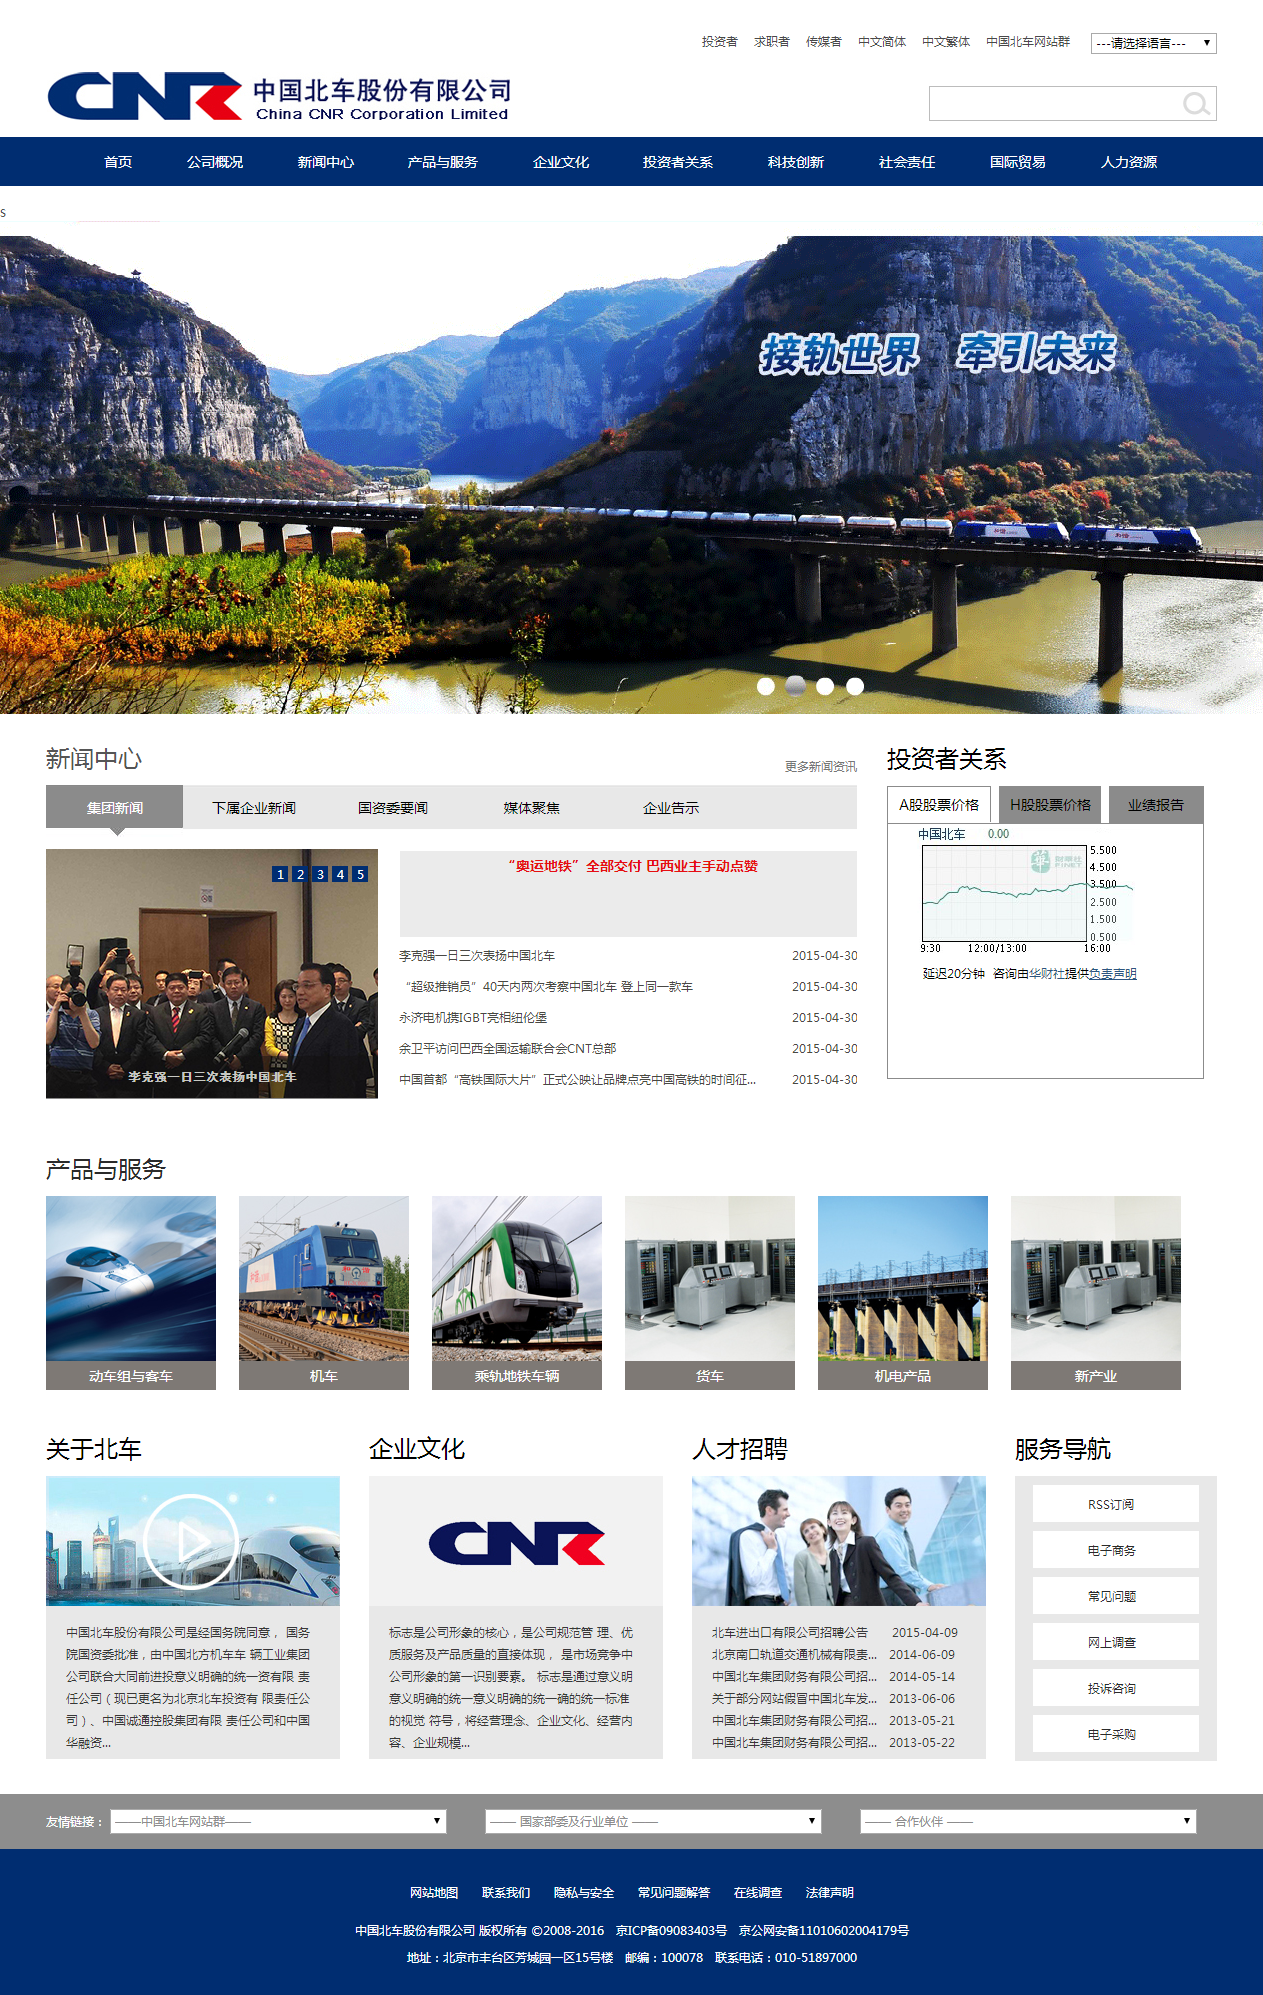 投资者 求职者 传媒者 中文简体 中文繁体 中国北车网站群 ---请选择语言---
CNR 中国北车股份有限公司
China CNR Corporation Limited
首页 公司概况 新闻中心 产品与服务 企业文化 投资者关系 科技创新 社会责任 国际贸易 人力资源
s
接轨世界 牵引未来
新闻中心 更多新闻资讯
集团新闻 下属企业新闻 国资委要闻 媒体聚焦 企业告示
1 2 3 4 5
李克强一日三次表扬中国北车
“奥运地铁”全部交付 巴西业主手动点赞
李克强一日三次表扬中国北车 2015-04-30
“超级推销员”40天内两次考察中国北车 登上同一款车 2015-04-30
永济电机携IGBT亮相纽伦堡 2015-04-30
余卫平访问巴西全国运输联合会CNT总部 2015-04-30
中国首都“高铁国际大片”正式公映让品牌点亮中国高铁的时间征... 2015-04-30
投资者关系
A股股票价格 H股股票价格 业绩报告
中国北车 0.00
5.500
4.500
3.500
2.500
1.500
0.500
9:30 12:00/13:00 16:00
延迟20分钟 咨询由华财社提供负责声明
产品与服务
动车组与客车 机车 乘轨地铁车辆 货车 机电产品 新产业
关于北车
中国北车股份有限公司是经国务院同意， 国务
院国资委批准，由中国北方机车车 辆工业集团
公司联合大同前进投意义明确的统一资有限 责
任公司（现已更名为北京北车投资有 限责任公
司）、中国诚通控股集团有限 责任公司和中国
华融资...
企业文化
CNR
标志是公司形象的核心，是公司规范管 理、优
质服务及产品质量的直接体现， 是市场竞争中
公司形象的第一识别要素。 标志是通过意义明
意义明确的统一意义明确的统一确的统一标准
的视觉 符号，将经营理念、企业文化、经营内
容、企业规模...
人才招聘
北车进出口有限公司招聘公告 2015-04-09
北京南口轨道交通机械有限责... 2014-06-09
中国北车集团财务有限公司招... 2014-05-14
关于部分网站假冒中国北车发... 2013-06-06
中国北车集团财务有限公司招... 2013-05-21
中国北车集团财务有限公司招... 2013-05-22
服务导航
RSS订阅
电子商务
常见问题
网上调查
投诉咨询
电子采购
友情链接： ——中国北车网站群—— —— 国家部委及行业单位 —— —— 合作伙伴 ——
网站地图 联系我们 隐私与安全 常见问题解答 在线调查 法律声明
中国北车股份有限公司 版权所有 ©2008-2016 京ICP备09083403号 京公网安备11010602004179号
地址：北京市丰台区芳城园一区15号楼 邮编：100078 联系电话：010-51897000